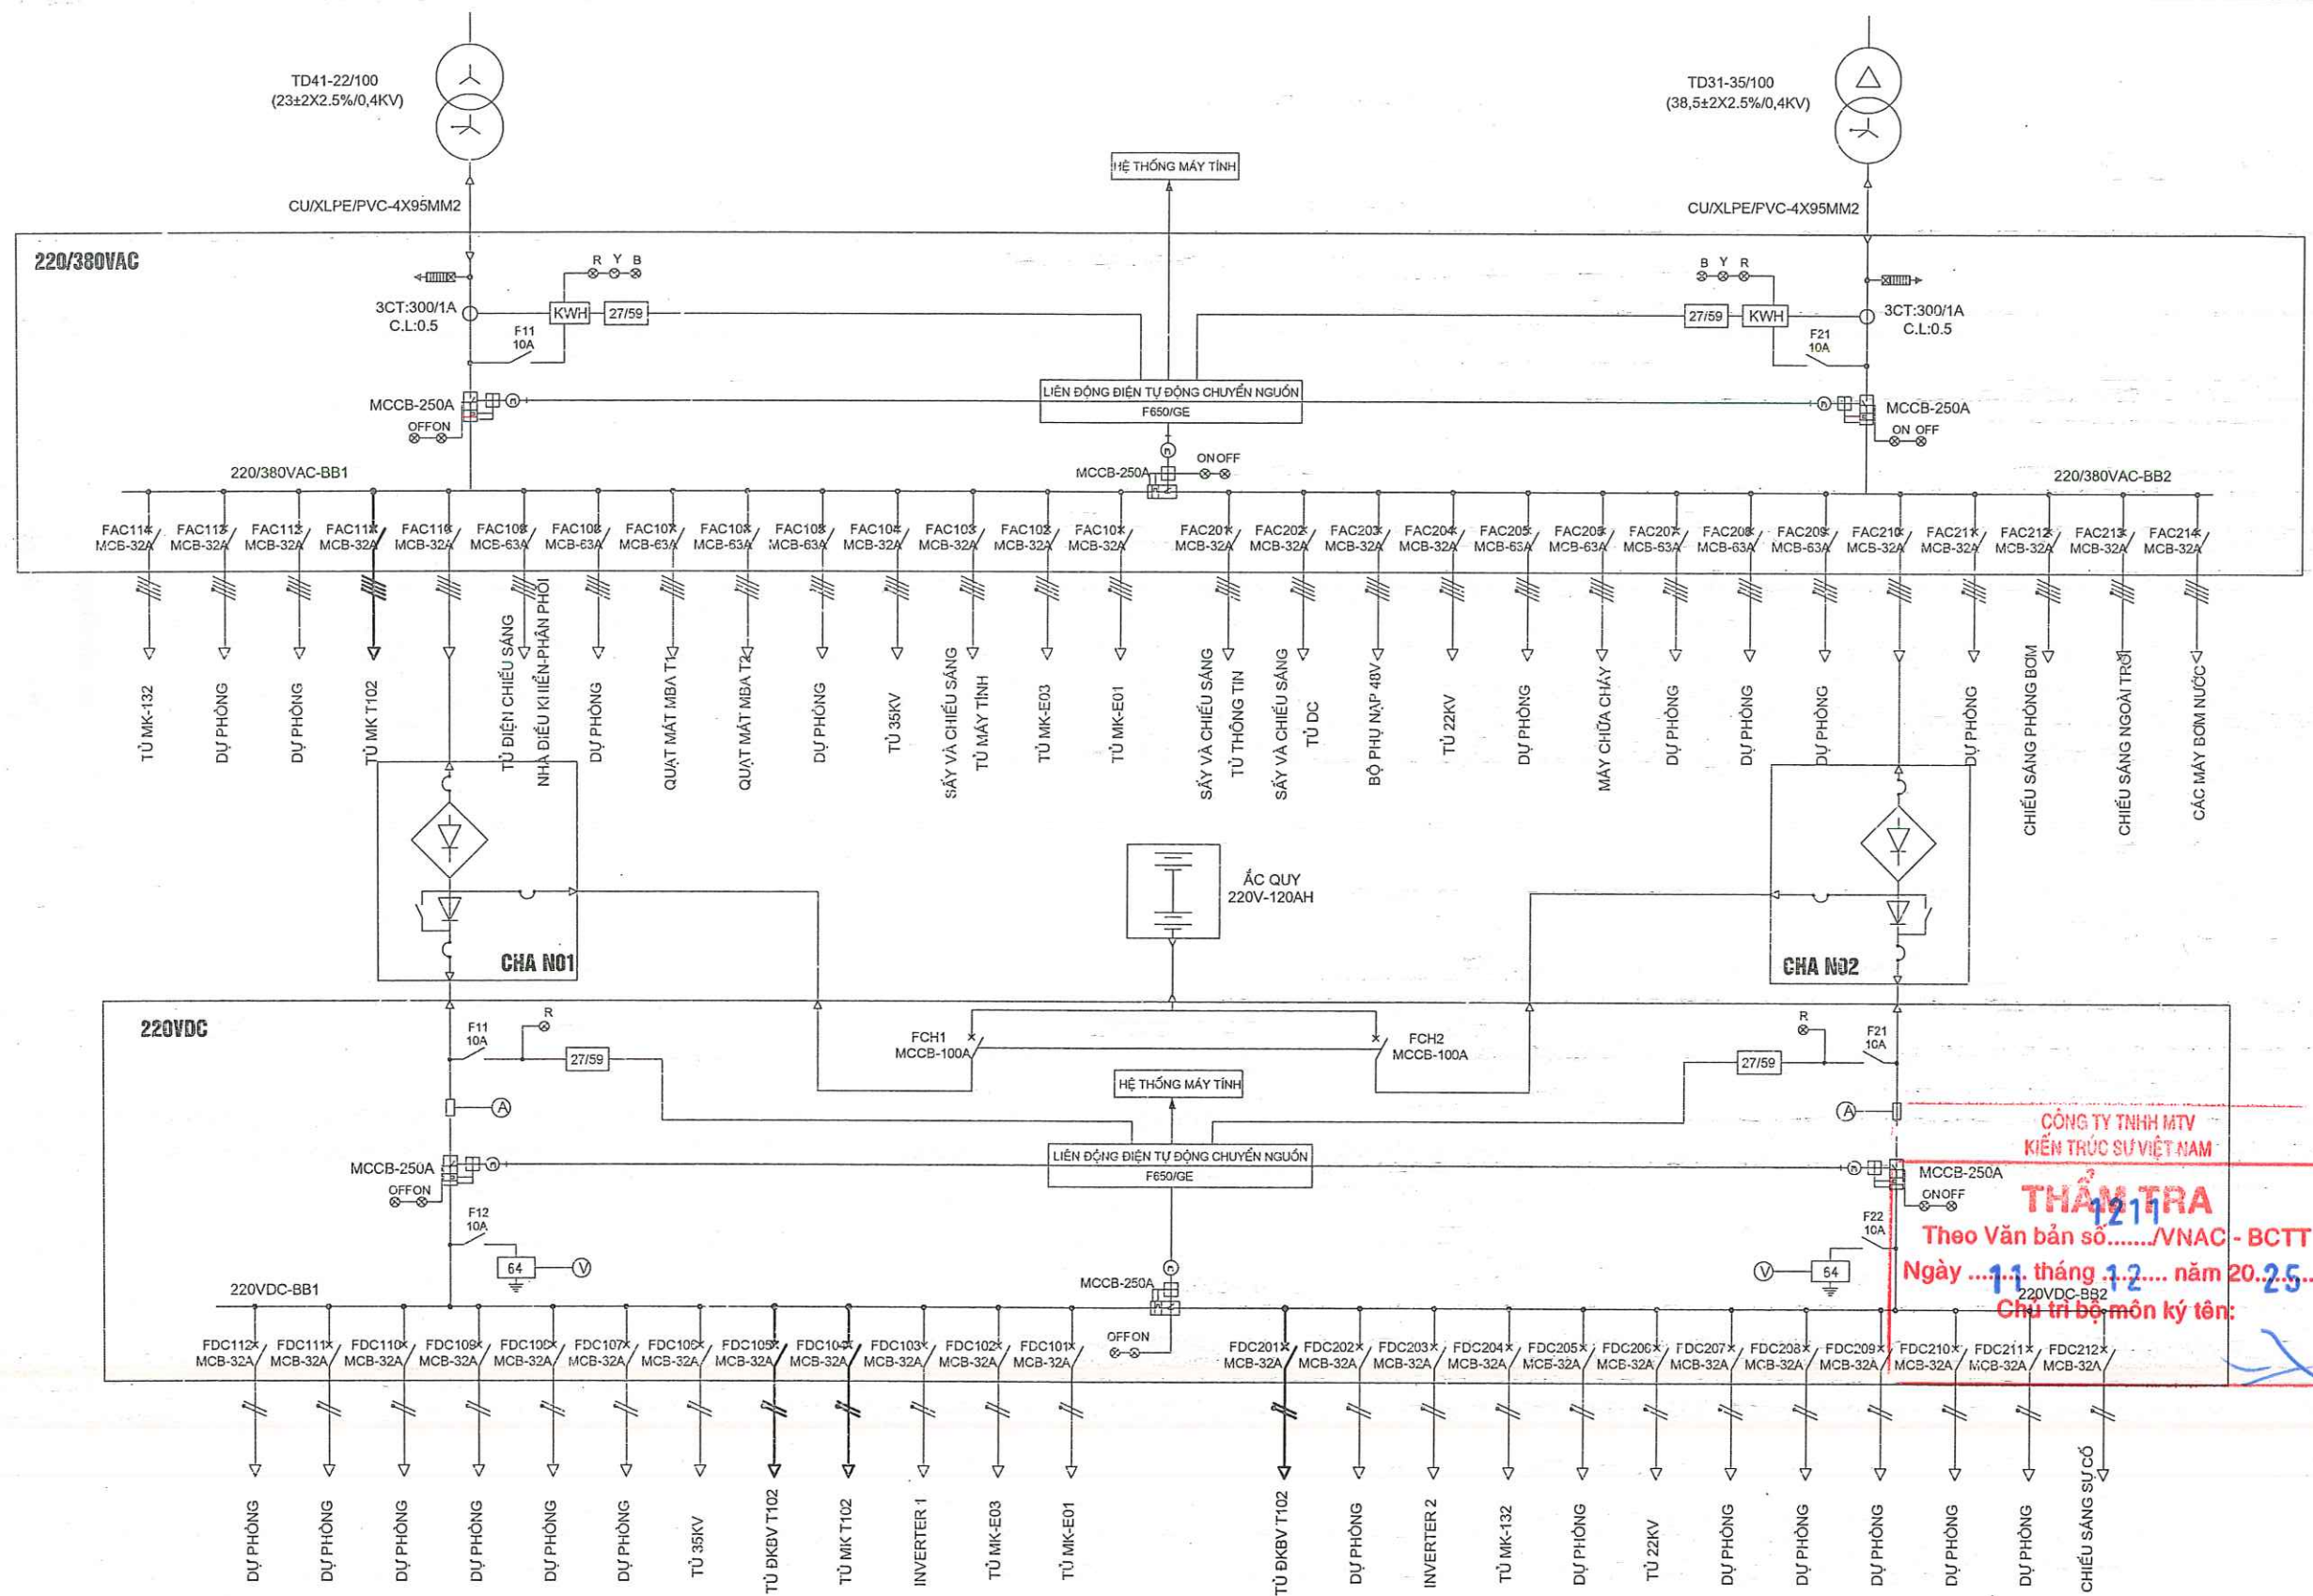 TD41-22/100
(23±2X2.5%/0,4KV)
TD31-35/100
(38,5±2X2.5%/0,4KV)
HỆ THỐNG MÁY TÍNH
CU/XLPE/PVC-4X95MM2
CU/XLPE/PVC-4X95MM2
220/380VAC
R Y B
B Y R
3CT:300/1A
C.L:0.5
KWH
27/59
27/59
KWH
3CT:300/1A
C.L:0.5
F11
10A
F21
10A
LIÊN ĐỘNG ĐIỆN TỰ ĐỘNG CHUYỂN NGUỒN
F650/GE
MCCB-250A
OFF ON
MCCB-250A
ON OFF
MCCB-250A
ON OFF
220/380VAC-BB1
220/380VAC-BB2
FAC114
MCB-32A
FAC113
MCB-32A
FAC112
MCB-32A
FAC111
MCB-32A
FAC110
MCB-32A
FAC109
MCB-63A
FAC108
MCB-63A
FAC107
MCB-63A
FAC106
MCB-63A
FAC105
MCB-63A
FAC104
MCB-32A
FAC103
MCB-32A
FAC102
MCB-32A
FAC101
MCB-32A
FAC201
MCB-32A
FAC202
MCB-32A
FAC203
MCB-32A
FAC204
MCB-32A
FAC205
MCB-63A
FAC206
MCB-63A
FAC207
MCB-63A
FAC208
MCB-63A
FAC209
MCB-63A
FAC210
MCB-32A
FAC211
MCB-32A
FAC212
MCB-32A
FAC213
MCB-32A
FAC214
MCB-32A
TỦ MK-132
DỰ PHÒNG
DỰ PHÒNG
TỦ MK T102
TỦ ĐIỆN CHIẾU SÁNG
NHÀ ĐIỀU KHIỂN-PHÂN PHỐI
DỰ PHÒNG
QUẠT MÁT MBA T1
QUẠT MÁT MBA T2
DỰ PHÒNG
TỦ 35KV
SẤY VÀ CHIẾU SÁNG
TỦ MÁY TÍNH
TỦ MK-E03
TỦ MK-E01
SẤY VÀ CHIẾU SÁNG
TỦ THÔNG TIN
SẤY VÀ CHIẾU SÁNG
TỦ DC
BỘ PHỤ NẠP 48V
TỦ 22KV
DỰ PHÒNG
MÁY CHỮA CHÁY
DỰ PHÒNG
DỰ PHÒNG
DỰ PHÒNG
DỰ PHÒNG
CHIẾU SÁNG PHÒNG BƠM
CHIẾU SÁNG NGOÀI TRỜI
CÁC MÁY BƠM NƯỚC
CHA N01
ẮC QUY
220V-120AH
CHA N02
220VDC
F11
10A
R
27/59
FCH1
MCCB-100A
FCH2
MCCB-100A
R
F21
10A
27/59
HỆ THỐNG MÁY TÍNH
A
A
LIÊN ĐỘNG ĐIỆN TỰ ĐỘNG CHUYỂN NGUỒN
F650/GE
MCCB-250A
OFF ON
MCCB-250A
ON OFF
F12
10A
64
V
F22
10A
V
64
MCCB-250A
OFF ON
CÔNG TY TNHH MTV
KIẾN TRÚC SƯ VIỆT NAM
THẨM TRA
Theo Văn bản số 1211 /VNAC - BCTT
Ngày 11 tháng 12 năm 2025
Chủ trì bộ môn ký tên:
220VDC-BB1
220VDC-BB2
FDC112
MCB-32A
FDC111
MCB-32A
FDC110
MCB-32A
FDC109
MCB-32A
FDC108
MCB-32A
FDC107
MCB-32A
FDC106
MCB-32A
FDC105
MCB-32A
FDC104
MCB-32A
FDC103
MCB-32A
FDC102
MCB-32A
FDC101
MCB-32A
FDC201
MCB-32A
FDC202
MCB-32A
FDC203
MCB-32A
FDC204
MCB-32A
FDC205
MCB-32A
FDC206
MCB-32A
FDC207
MCB-32A
FDC208
MCB-32A
FDC209
MCB-32A
FDC210
MCB-32A
FDC211
MCB-32A
FDC212
MCB-32A
DỰ PHÒNG
DỰ PHÒNG
DỰ PHÒNG
DỰ PHÒNG
DỰ PHÒNG
DỰ PHÒNG
TỦ 35KV
TỦ ĐKBV T102
TỦ MK T102
INVERTER 1
TỦ MK-E03
TỦ MK-E01
TỦ ĐKBV T102
DỰ PHÒNG
INVERTER 2
TỦ MK-132
DỰ PHÒNG
TỦ 22KV
DỰ PHÒNG
DỰ PHÒNG
DỰ PHÒNG
DỰ PHÒNG
DỰ PHÒNG
CHIẾU SÁNG SỰ CỐ